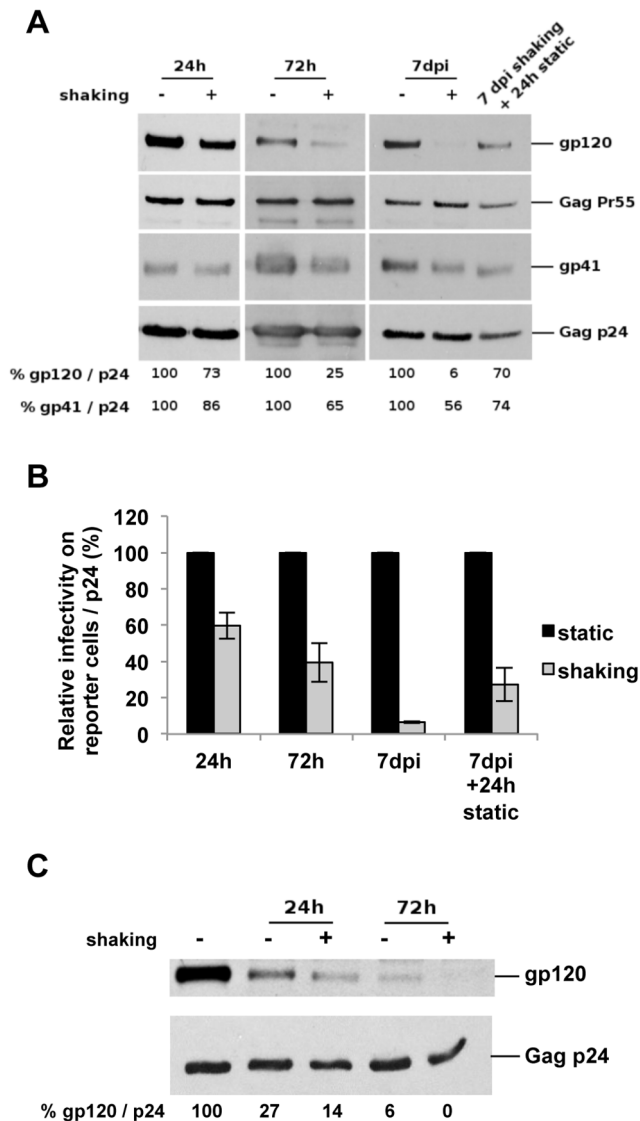 A
24h 72h 7dpi 7 dpi shaking
+ 24h static
shaking - + - + - +
gp120
Gag Pr55
gp41
Gag p24
% gp120 / p24 100 73 100 25 100 6 70
% gp41 / p24 100 86 100 65 100 56 74
B
Relative infectivity on
reporter cells / p24 (%)
120
100
80
60
40
20
0
static
shaking
24h 72h 7dpi 7dpi
+24h
static
C
24h 72h
shaking - - + - +
gp120
Gag p24
% gp120 / p24 100 27 14 6 0